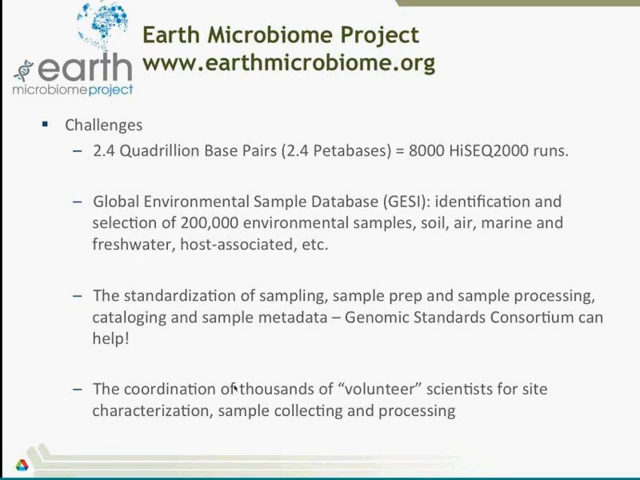 Earth Microbiome Project
www.earthmicrobiome.org
earth
microbiomeproject
Challenges
– 2.4 Quadrillion Base Pairs (2.4 Petabases) = 8000 HiSEQ2000 runs.
– Global Environmental Sample Database (GESI): identification and
selection of 200,000 environmental samples, soil, air, marine and
freshwater, host-associated, etc.
– The standardization of sampling, sample prep and sample processing,
cataloging and sample metadata – Genomic Standards Consortium can
help!
– The coordination of thousands of “volunteer” scientists for site
characterization, sample collecting and processing